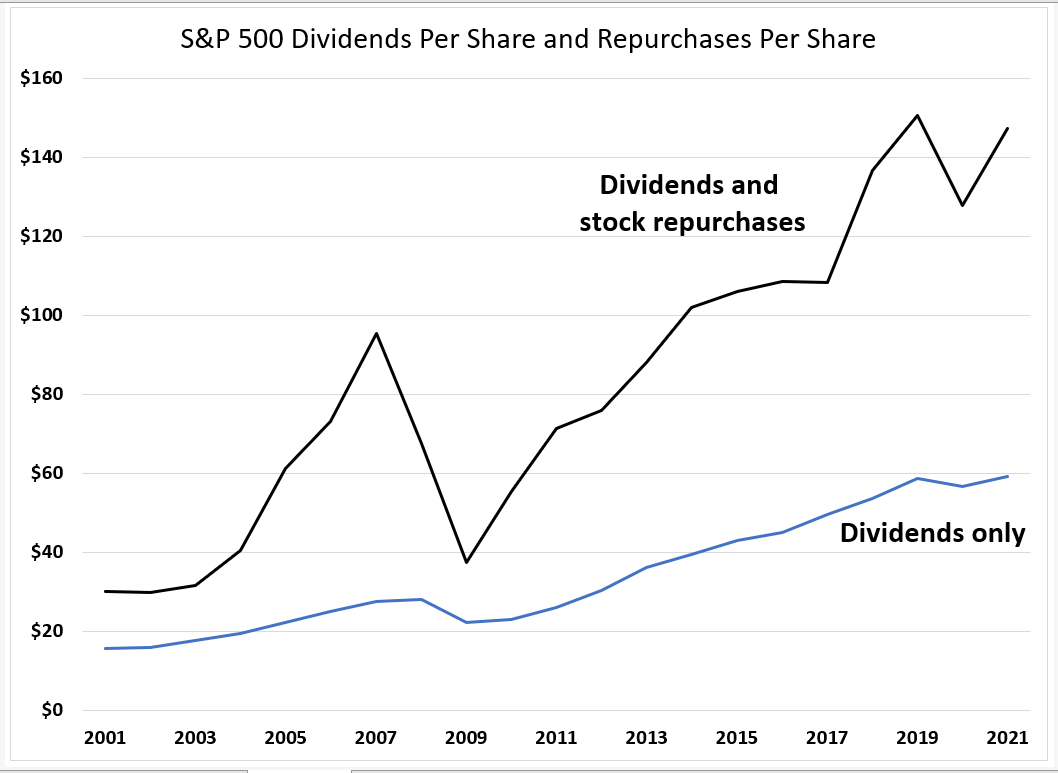 S&P 500 Dividends Per Share and Repurchases Per Share
$160
$140
Dividends and
stock repurchases
$120
$100
$80
$60
Dividends only
$40
$20
$0
2001 2003 2005 2007 2009 2011 2013 2015 2017 2019 2021